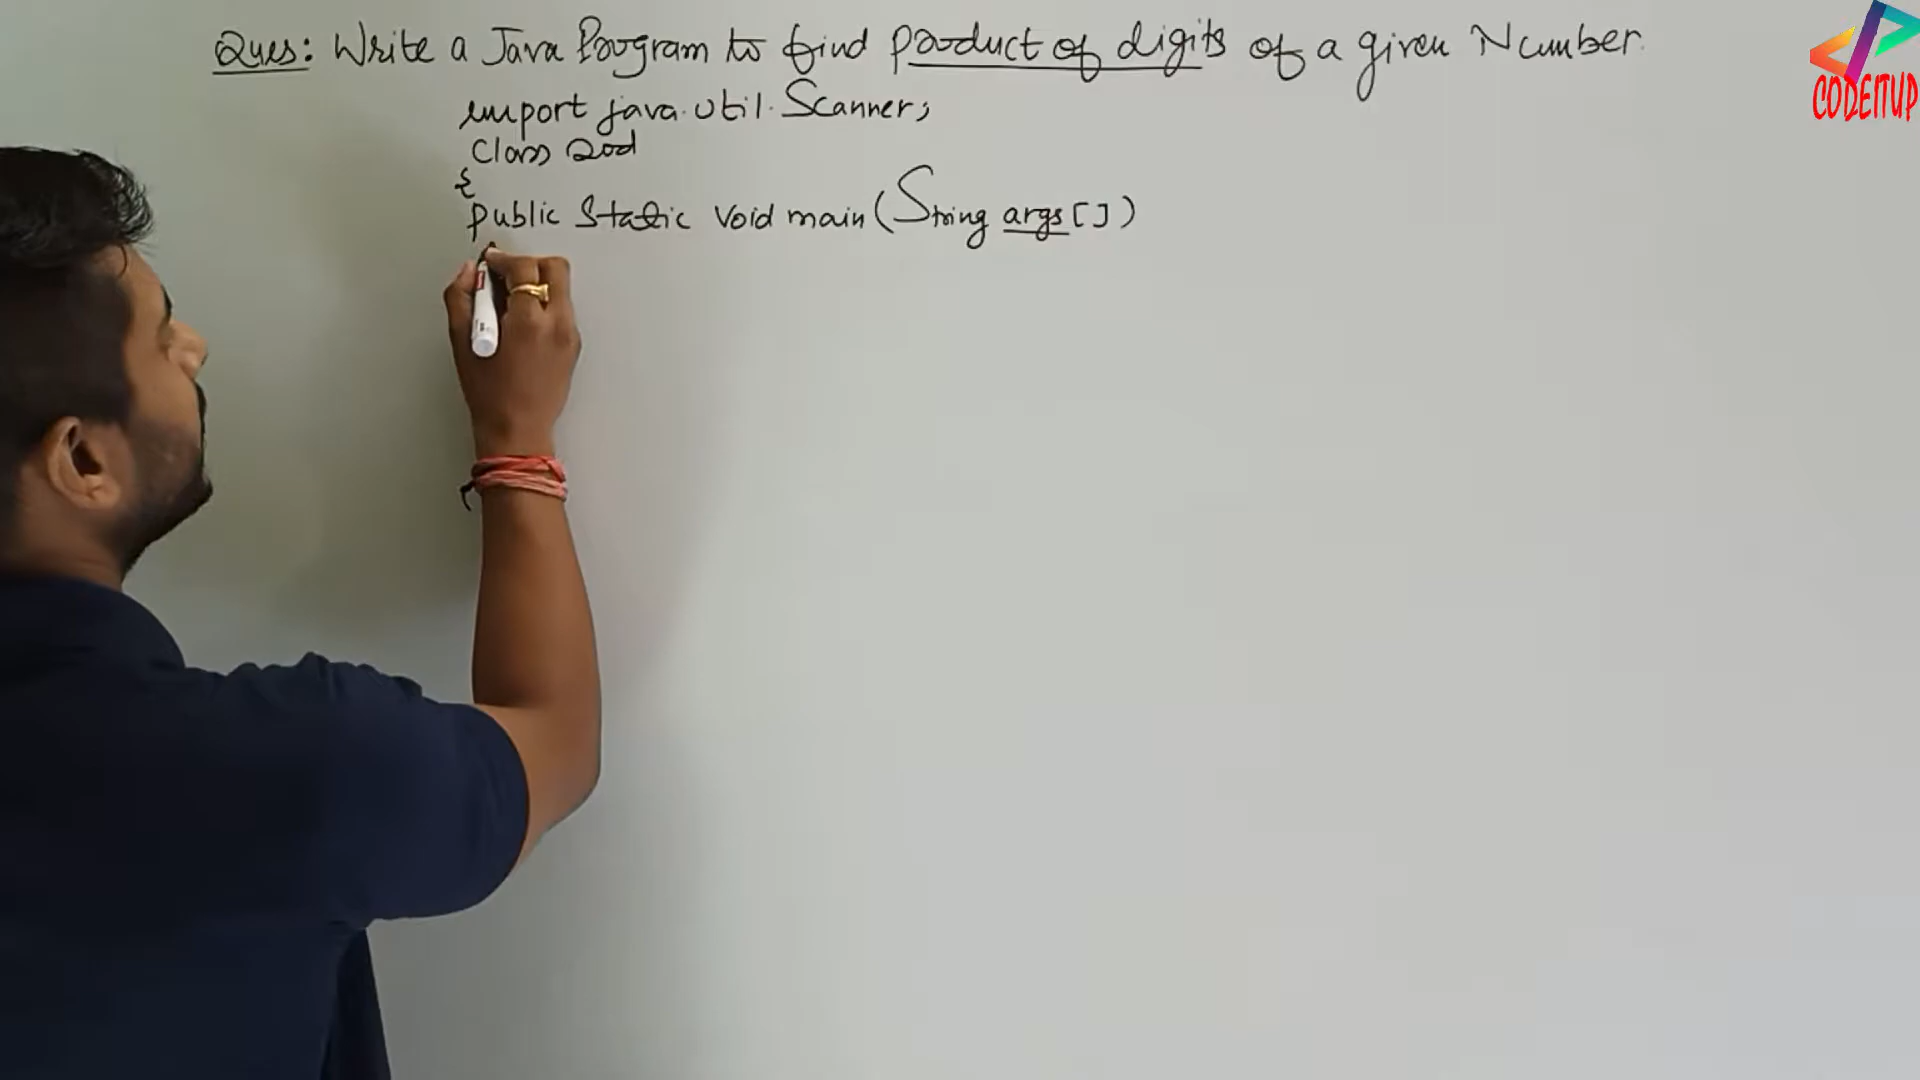 Ques: Write a Java Program to find product of digits of a given Number.
import java.util.Scanner;
Class
{
public Static Void main(String args[])
CODEITUP